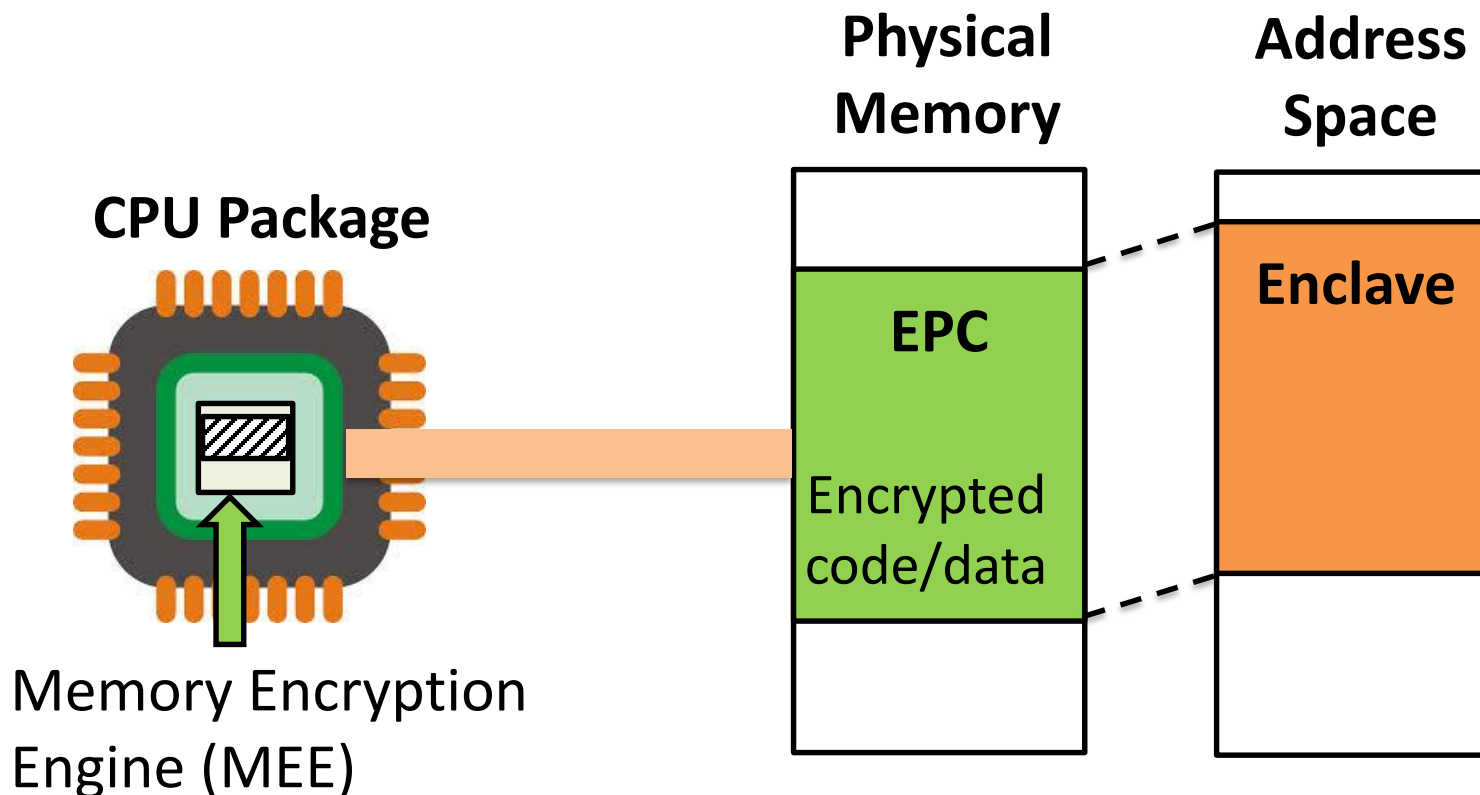 Physical
Memory
Address
Space
CPU Package
EPC
Enclave
Encrypted
code/data
Memory Encryption
Engine (MEE)